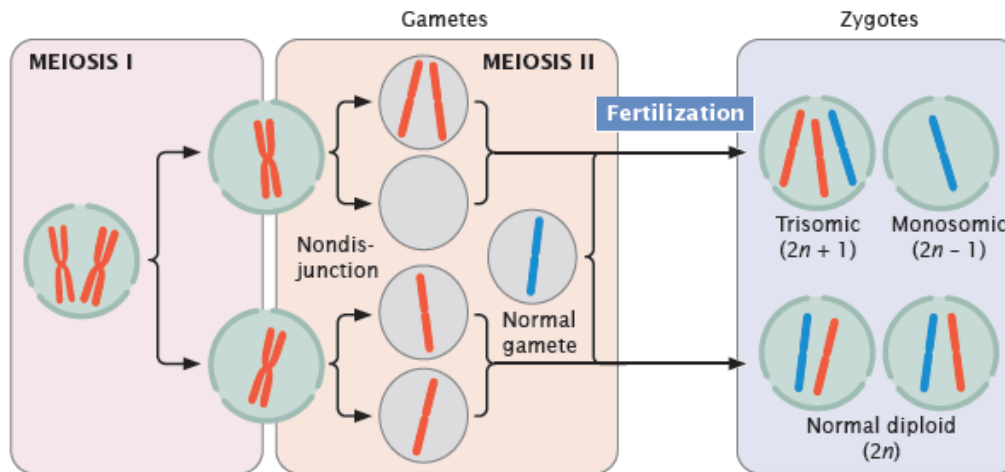 Gametes
Zygotes
MEIOSIS I
MEIOSIS II
Fertilization
Nondis-
junction
Normal
gamete
Trisomic
(2n + 1)
Monosomic
(2n – 1)
Normal diploid
(2n)